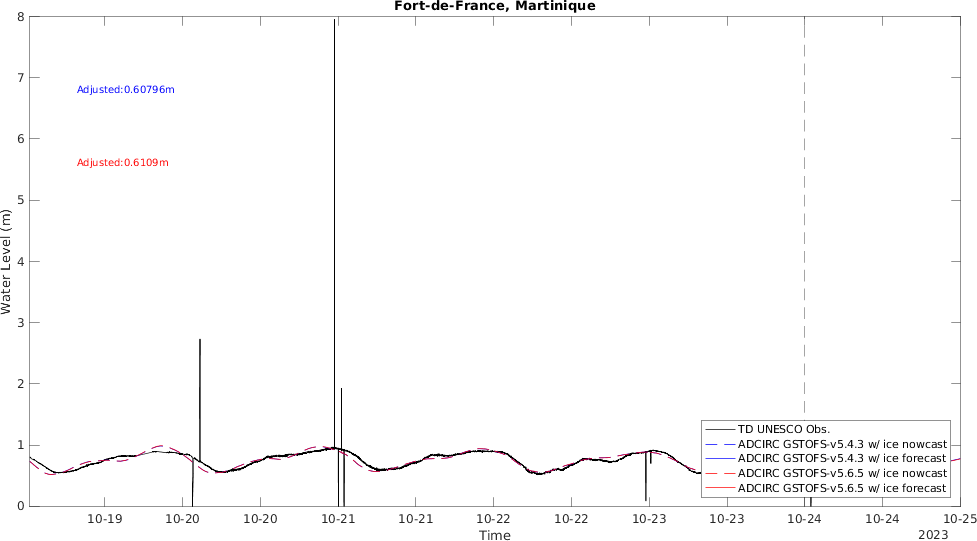 Fort-de-France, Martinique
8
7
6
5
4
3
2
1
0
Water Level (m)
Adjusted:0.60796m
Adjusted:0.6109m
TD UNESCO Obs.
ADCIRC GSTOFS-v5.4.3 w/ ice nowcast
ADCIRC GSTOFS-v5.4.3 w/ ice forecast
ADCIRC GSTOFS-v5.6.5 w/ ice nowcast
ADCIRC GSTOFS-v5.6.5 w/ ice forecast
10-19 10-20 10-20 10-21 10-21 10-22 10-22 10-23 10-23 10-24 10-24 10-25
Time
2023